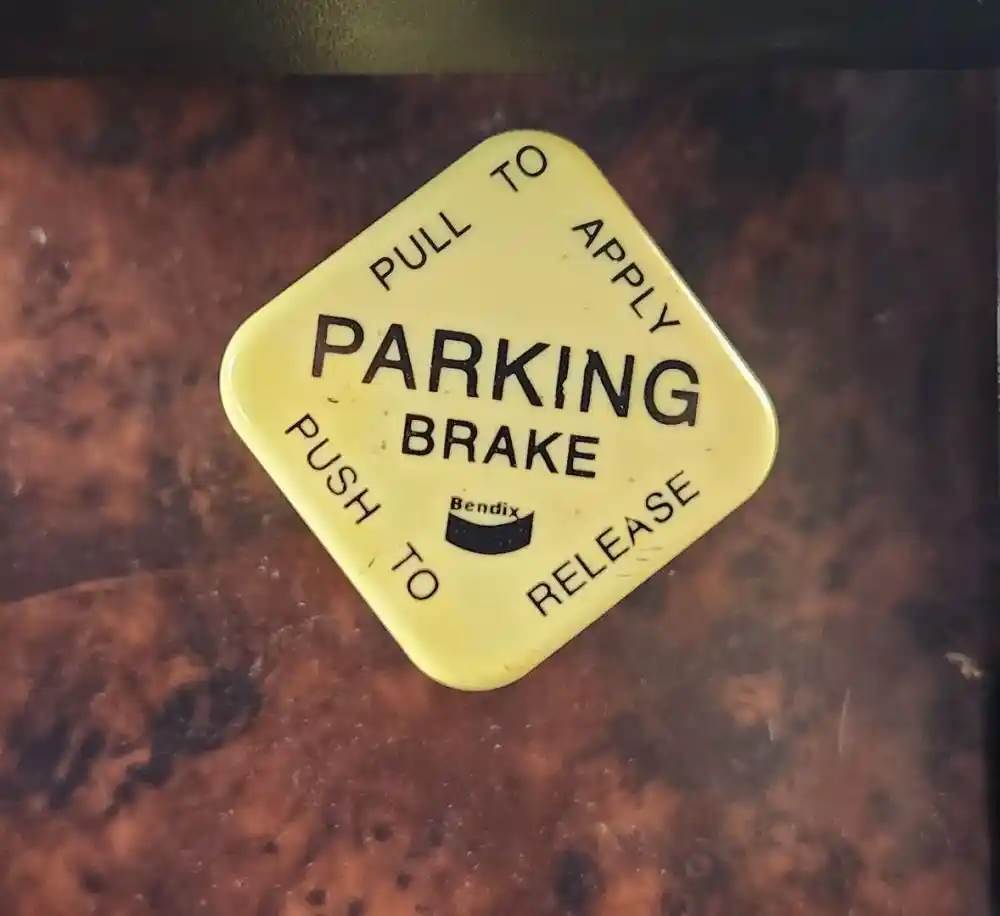 PULL TO APPLY
PARKING
BRAKE
Bendix
PUSH TO RELEASE